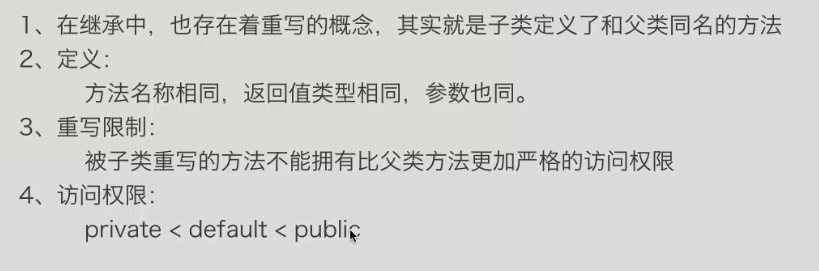 1、在继承中，也存在着重写的概念，其实就是子类定义了和父类同名的方法
2、定义：
方法名称相同，返回值类型相同，参数也同。
3、重写限制：
被子类重写的方法不能拥有比父类方法更加严格的访问权限
4、访问权限：
private < default < public